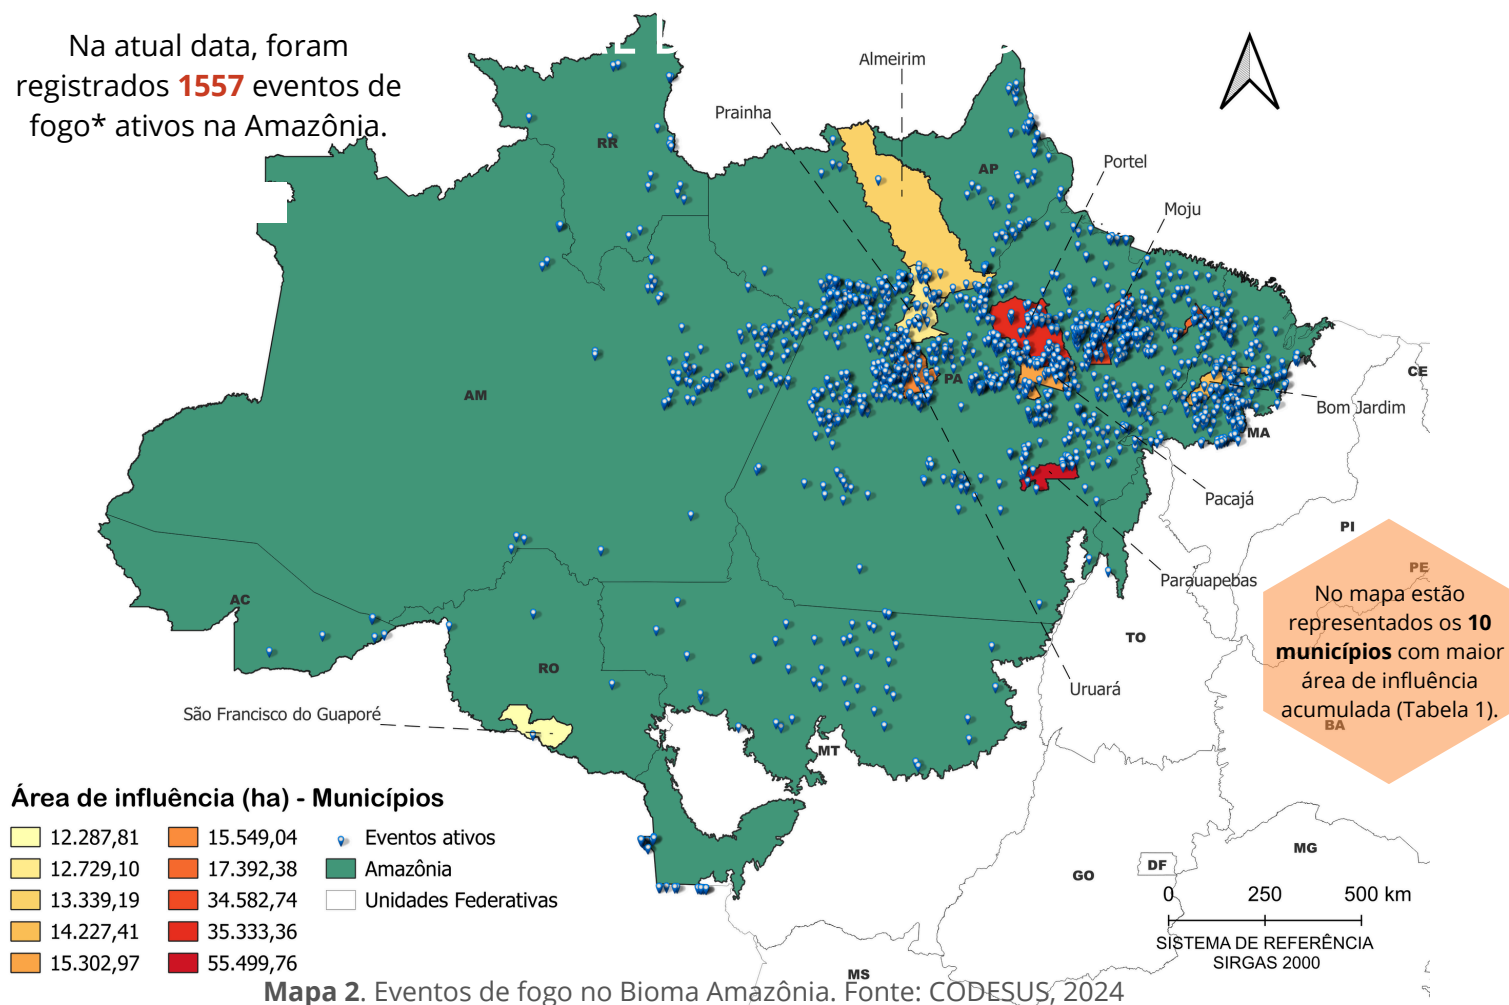 Na atual data, foram
registrados 1557 eventos de
fogo* ativos na Amazônia.
Almeirim
Prainha
Portel
Moju
RR
AP
AM
PA
CE
Bom Jardim
MA
Pacajá
PI
PE
Parauapebas
AC
TO
RO
Uruará
São Francisco do Guaporé
MT
BA
No mapa estão
representados os 10
municípios com maior
área de influência
acumulada (Tabela 1).
Área de influência (ha) - Municípios
12.287,81
12.729,10
13.339,19
14.227,41
15.302,97
15.549,04
17.392,38
34.582,74
35.333,36
55.499,76
Eventos ativos
Amazônia
Unidades Federativas
MG
DF
GO
MS
0 250 500 km
SISTEMA DE REFERÊNCIA
SIRGAS 2000
Mapa 2. Eventos de fogo no Bioma Amazônia. Fonte: CODESUS, 2024